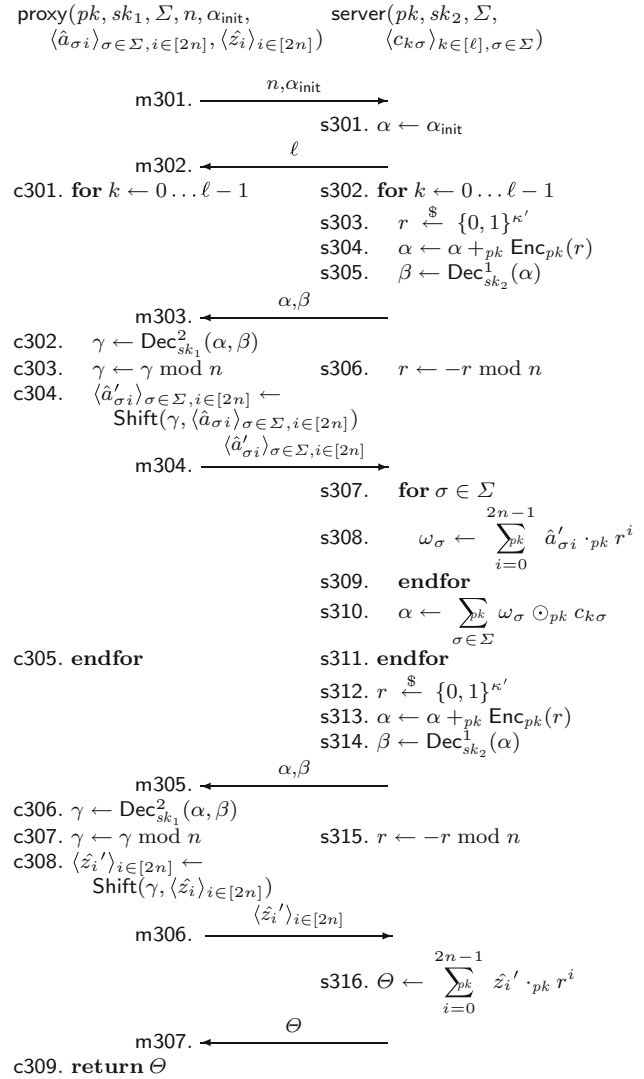 proxy(pk, sk₁, Σ, n, α_init, server(pk, sk₂, Σ,
⟨â_σi⟩_σ∈Σ,i∈[2n], ⟨ẑ_i⟩_i∈[2n]) ⟨c_kσ⟩_k∈[ℓ],σ∈Σ)
m301. n,α_init
s301. α ← α_init
m302. ℓ
c301. for k ← 0 … ℓ − 1 s302. for k ← 0 … ℓ − 1
s303. r ←$ {0, 1}^κ′
s304. α ← α +_pk Enc_pk(r)
s305. β ← Dec¹_sk₂(α)
m303. α,β
c302. γ ← Dec²_sk₁(α, β)
c303. γ ← γ mod n s306. r ← −r mod n
c304. ⟨â′_σi⟩_σ∈Σ,i∈[2n] ←
Shift(γ, ⟨â_σi⟩_σ∈Σ,i∈[2n])
m304. ⟨â′_σi⟩_σ∈Σ,i∈[2n]
s307. for σ ∈ Σ
s308. ω_σ ← ∑_pk_{i=0}^{2n−1} â′_σi ·_pk r^i
s309. endfor
s310. α ← ∑_pk_{σ∈Σ} ω_σ ⊙_pk c_kσ
c305. endfor s311. endfor
s312. r ←$ {0, 1}^κ′
s313. α ← α +_pk Enc_pk(r)
s314. β ← Dec¹_sk₂(α)
m305. α,β
c306. γ ← Dec²_sk₁(α, β)
c307. γ ← γ mod n s315. r ← −r mod n
c308. ⟨ẑ_i′⟩_i∈[2n] ←
Shift(γ, ⟨ẑ_i⟩_i∈[2n])
m306. ⟨ẑ_i′⟩_i∈[2n]
s316. Θ ← ∑_pk_{i=0}^{2n−1} ẑ_i′ ·_pk r^i
m307. Θ
c309. return Θ